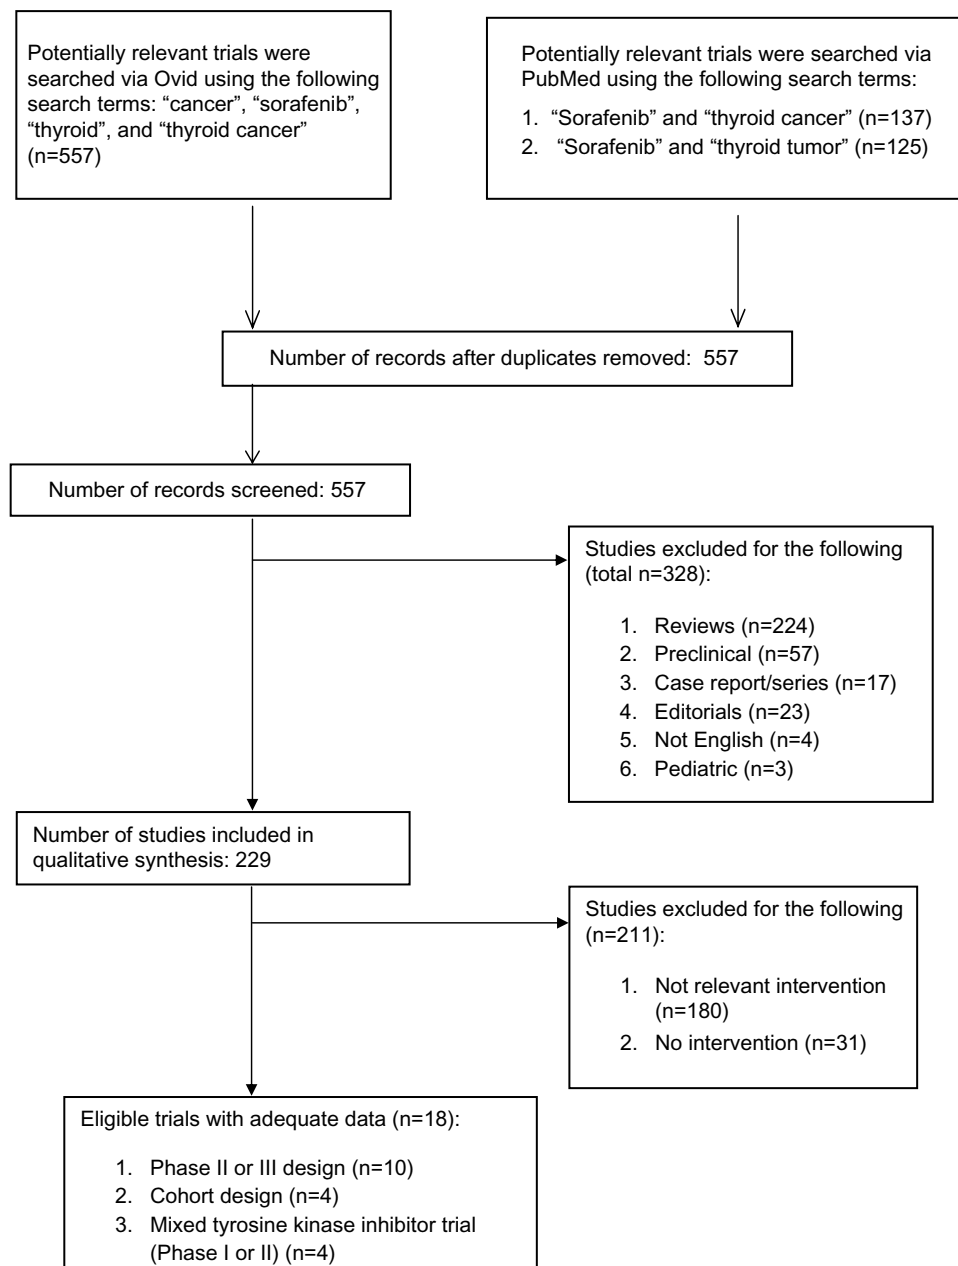 Potentially relevant trials were
searched via Ovid using the following
search terms: “cancer”, “sorafenib”,
“thyroid”, and “thyroid cancer”
(n=557)
Potentially relevant trials were searched via
PubMed using the following search terms:
1. “Sorafenib” and “thyroid cancer” (n=137)
2. “Sorafenib” and “thyroid tumor” (n=125)
Number of records after duplicates removed: 557
Number of records screened: 557
Studies excluded for the following
(total n=328):
1. Reviews (n=224)
2. Preclinical (n=57)
3. Case report/series (n=17)
4. Editorials (n=23)
5. Not English (n=4)
6. Pediatric (n=3)
Number of studies included in
qualitative synthesis: 229
Studies excluded for the following
(n=211):
1. Not relevant intervention
(n=180)
2. No intervention (n=31)
Eligible trials with adequate data (n=18):
1. Phase II or III design (n=10)
2. Cohort design (n=4)
3. Mixed tyrosine kinase inhibitor trial
(Phase I or II) (n=4)